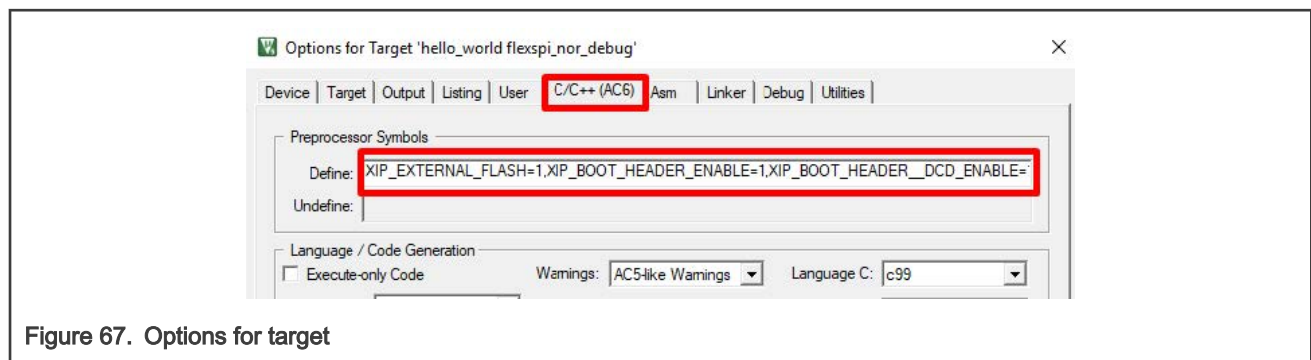 Options for Target 'hello_world flexspi_nor_debug'
Device | Target | Output | Listing | User C/C++ (AC6) Asm | Linker | Debug | Utilities |
Preprocessor Symbols
Define: XIP_EXTERNAL_FLASH=1,XIP_BOOT_HEADER_ENABLE=1,XIP_BOOT_HEADER__DCD_ENABLE=
Undefine:
Language / Code Generation
Execute-only Code Warnings: AC5-like Warnings Language C: c99
Figure 67. Options for target